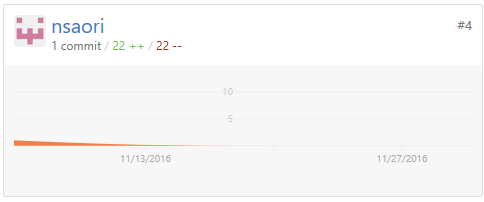 nsaori
#4
1 commit / 22 ++ / 22 --
10
5
11/13/2016 11/27/2016